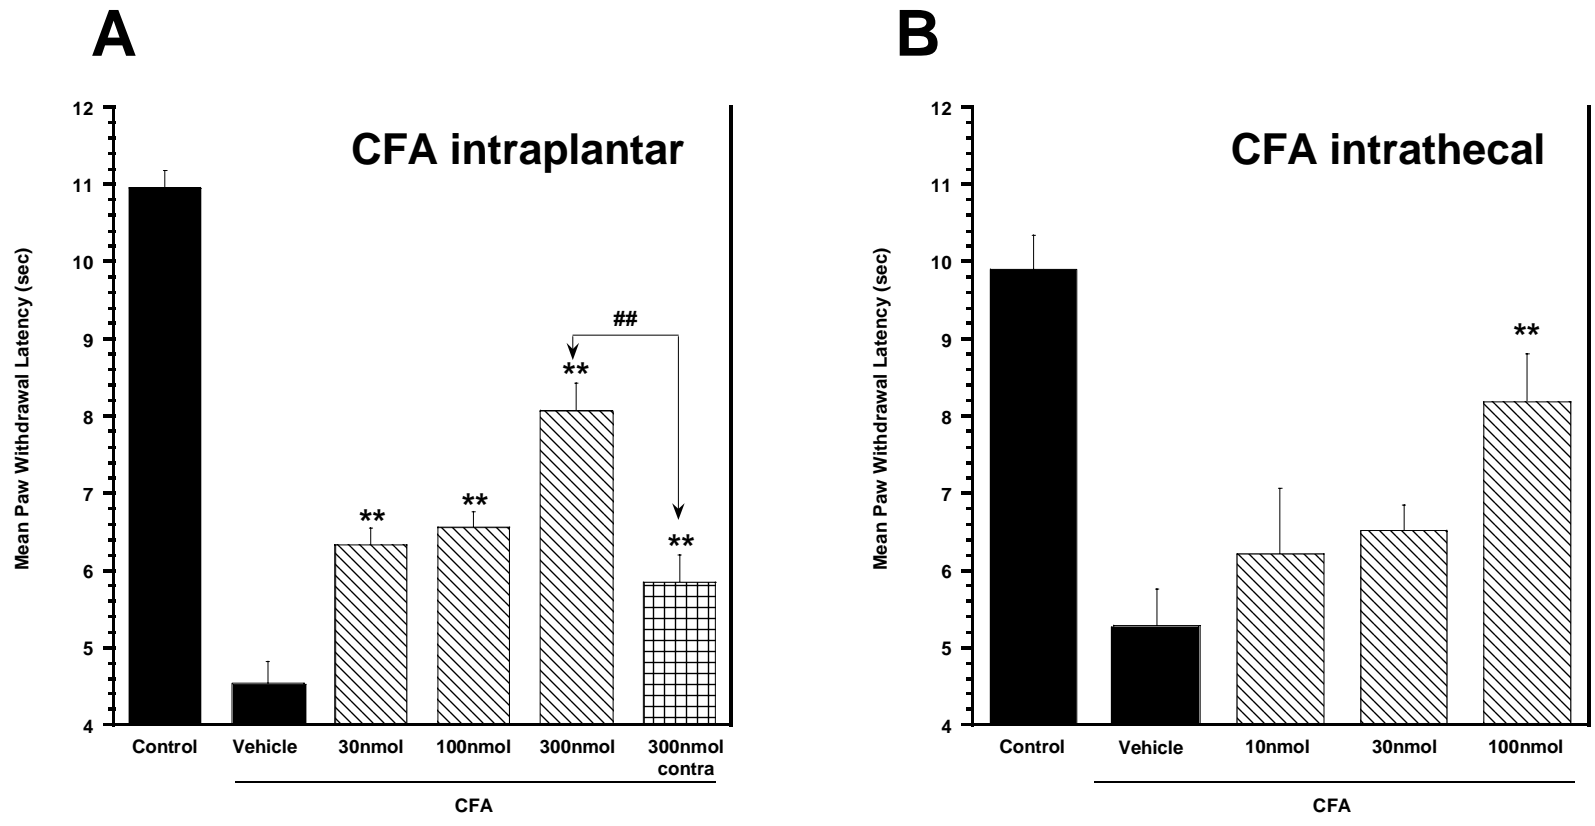 A
CFA intraplantar
Mean Paw Withdrawal Latency (sec)
12
11
10
9
8
7
6
5
4
##
**
**
**
**
Control
Vehicle
30nmol
100nmol
300nmol
300nmol
contra
CFA
B
CFA intrathecal
Mean Paw Withdrawal Latency (sec)
12
11
10
9
8
7
6
5
4
**
Control
Vehicle
10nmol
30nmol
100nmol
CFA